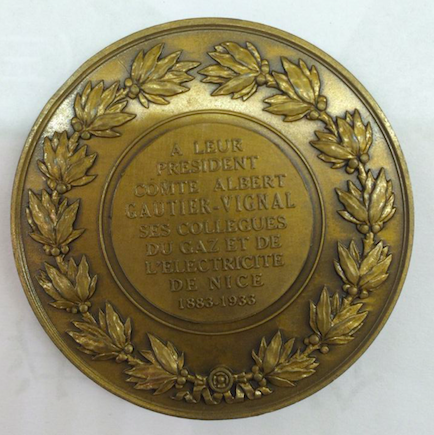 A LEUR
PRESIDENT
COMTE ALBERT
GAUTIER-VIGNAL
SES COLLEGUES
DU GAZ ET DE
L'ELECTRICITE
DE NICE
1883-1933